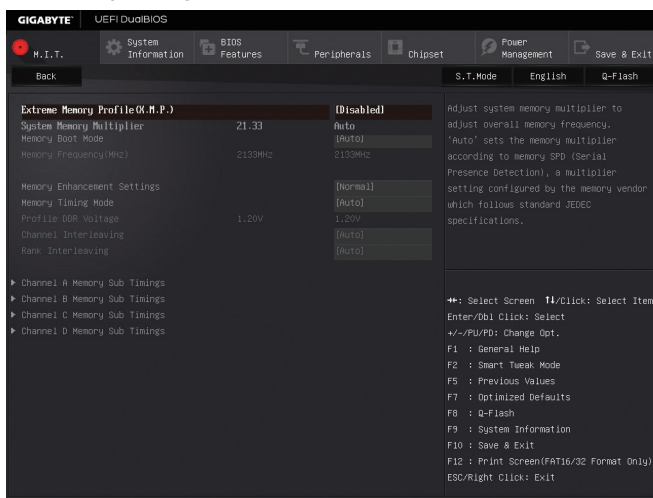 GIGABYTE™ UEFI DualBIOS
M.I.T.
System Information
BIOS Features
Peripherals
Chipset
Power Management
Save & Exit
Back
S.T.Mode English Q-Flash
Extreme Memory Profile(X.M.P.) [Disabled]
System Memory Multiplier 21.33 Auto
Memory Boot Mode [Auto]
Memory Frequency(MHz) 2133MHz 2133MHz
Memory Enhancement Settings [Normal]
Memory Timing Mode [Auto]
Profile DDR Voltage 1.20V 1.20V
Channel Interleaving [Auto]
Rank Interleaving [Auto]
Channel A Memory Sub Timings
Channel B Memory Sub Timings
Channel C Memory Sub Timings
Channel D Memory Sub Timings
Adjust system memory multiplier to
adjust overall memory frequency.
'Auto' sets the memory multiplier
according to memory SPD (Serial
Presence Detection), a multiplier
setting configured by the memory vendor
which follows standard JEDEC
specifications.
→←: Select Screen ↑↓/Click: Select Item
Enter/Dbl Click: Select
+/-/PU/PD: Change Opt.
F1 : General Help
F2 : Smart Tweak Mode
F5 : Previous Values
F7 : Optimized Defaults
F8 : Q-Flash
F9 : System Information
F10 : Save & Exit
F12 : Print Screen(FAT16/32 Format Only)
ESC/Right Click: Exit